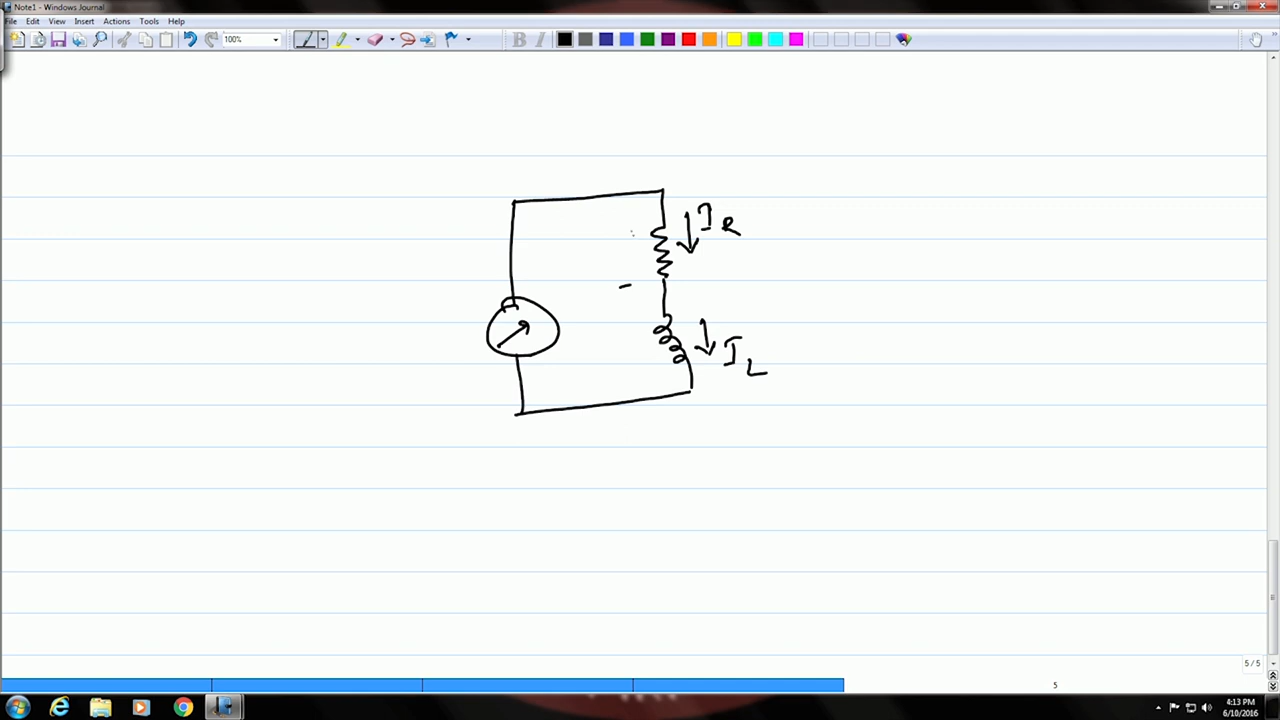 Note1 - Windows Journal
File Edit View Insert Actions Tools Help
100%
B I
I R
I L
5 / 5
5
4:13 PM
6/10/2016